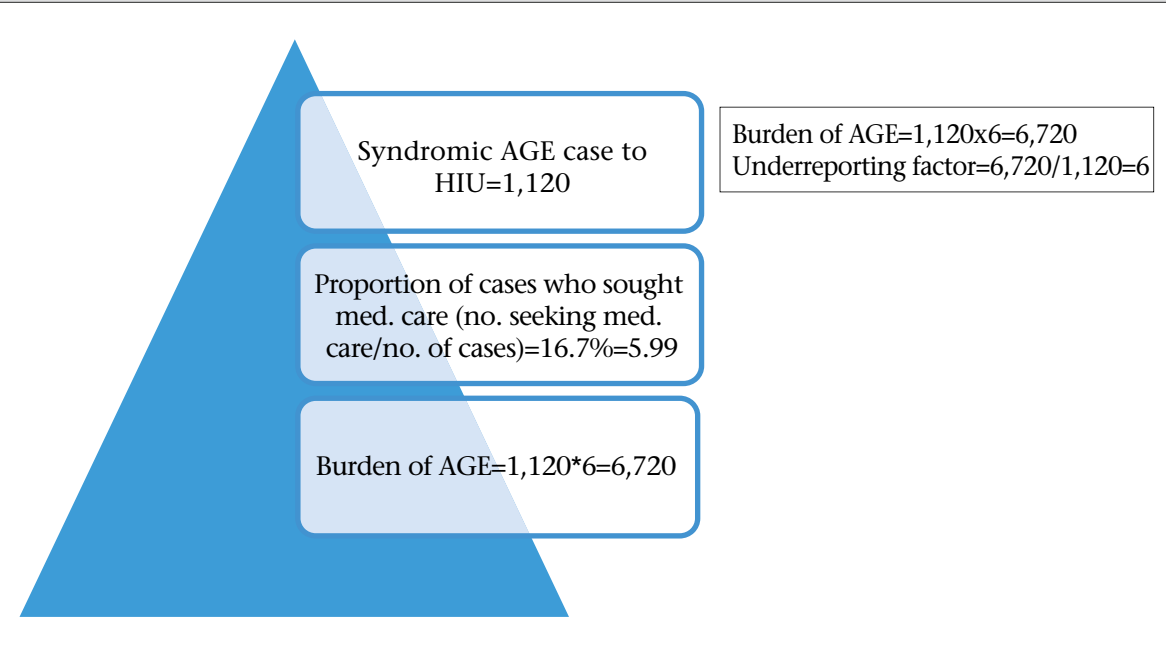 Syndromic AGE case to
HIU=1,120
Burden of AGE=1,120x6=6,720
Underreporting factor=6,720/1,120=6
Proportion of cases who sought
med. care (no. seeking med.
care/no. of cases)=16.7%=5.99
Burden of AGE=1,120*6=6,720